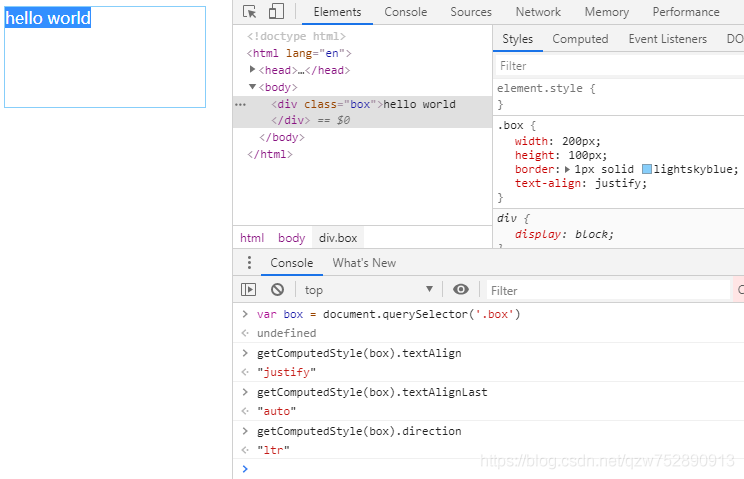 hello world
Elements Console Sources Network Memory Performance
<!doctype html>
<html lang="en">
<head>…</head>
<body>
<div class="box">hello world
</div> == $0
</body>
</html>
html body div.box
Styles Computed Event Listeners DO
Filter
element.style {
}
.box {
width: 200px;
height: 100px;
border: 1px solid lightskyblue;
text-align: justify;
}
div {
display: block;
Console What's New
top Filter
> var box = document.querySelector('.box')
undefined
> getComputedStyle(box).textAlign
"justify"
> getComputedStyle(box).textAlignLast
"auto"
> getComputedStyle(box).direction
"ltr"
>
https://blog.csdn.net/qzw752890913